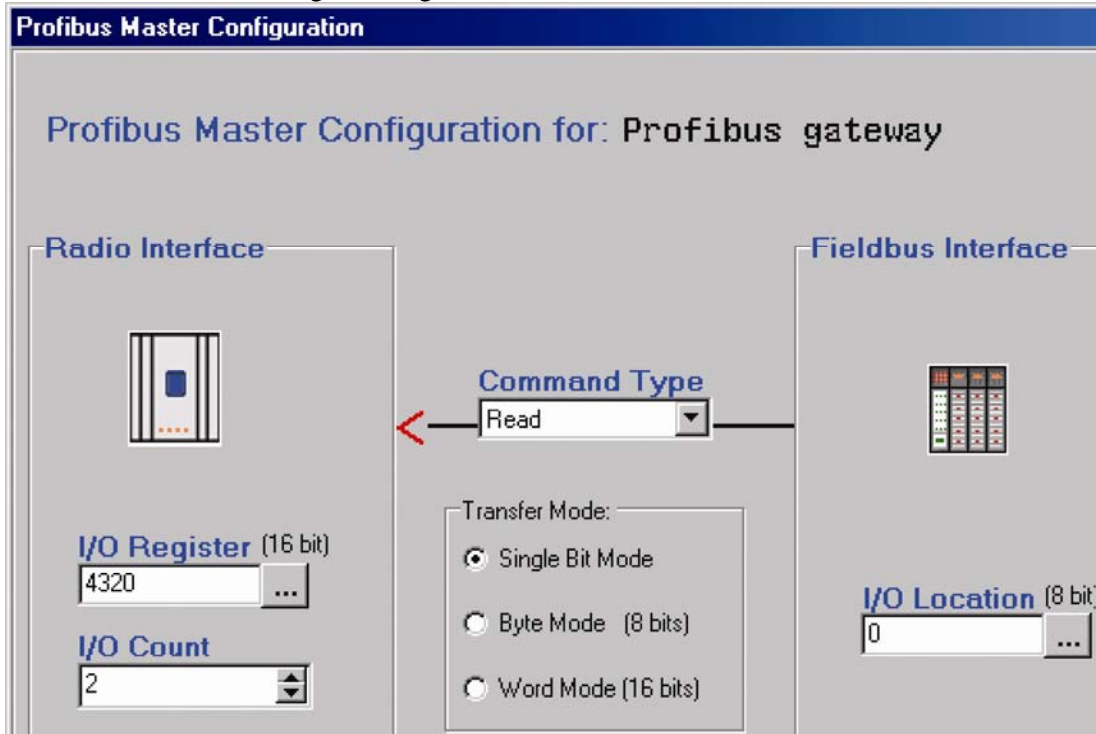 Profibus Master Configuration
Profibus Master Configuration for: Profibus gateway
Radio Interface
Fieldbus Interface
Command Type
Read
Transfer Mode:
Single Bit Mode
Byte Mode (8 bits)
Word Mode (16 bits)
I/O Register (16 bit)
4320
...
I/O Count
2
I/O Location (8 bit)
0
...